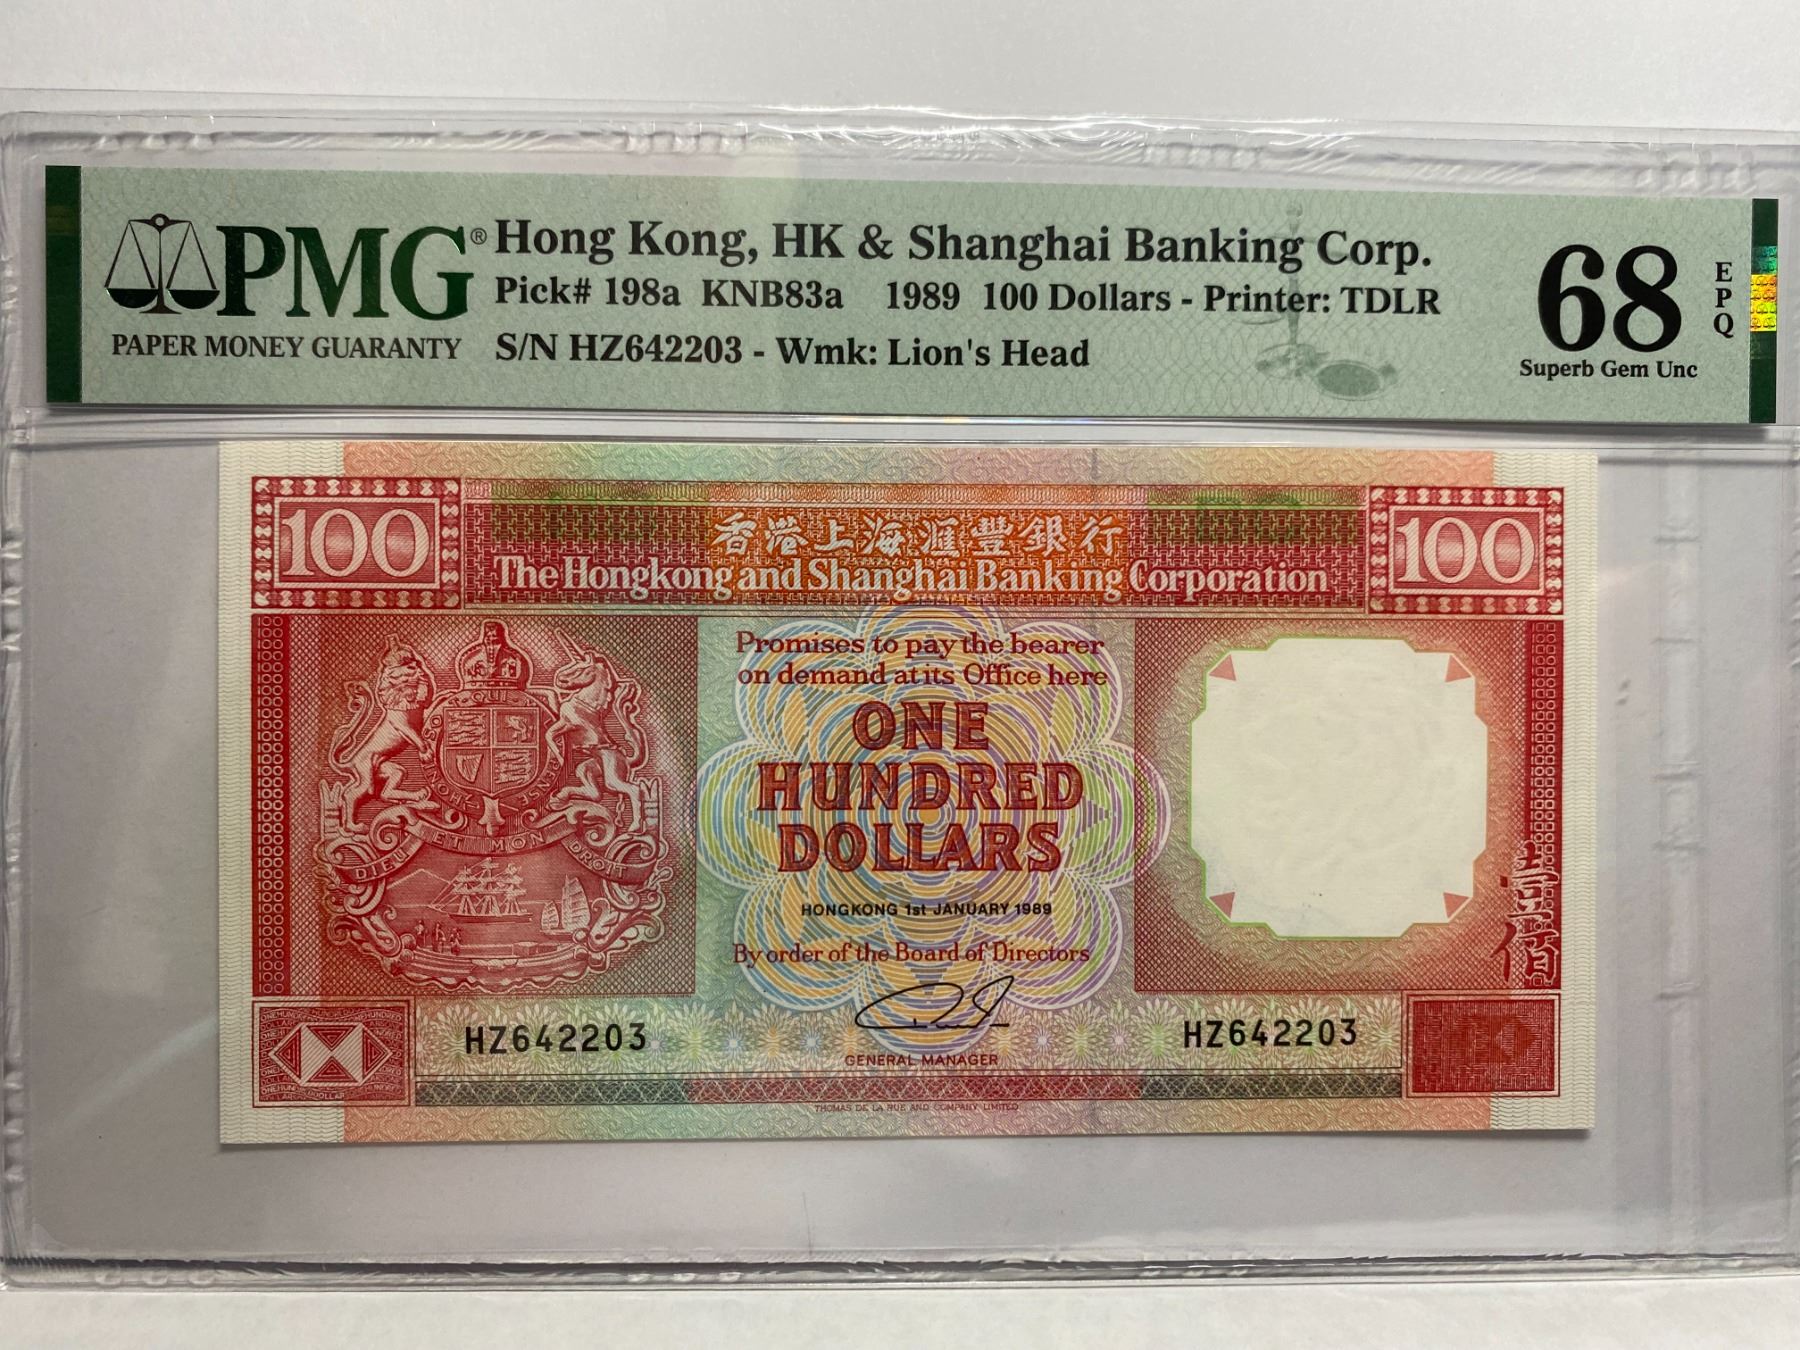 PMG®
PAPER MONEY GUARANTY
Hong Kong, HK & Shanghai Banking Corp.
Pick# 198a KNB83a 1989 100 Dollars - Printer: TDLR
S/N HZ642203 - Wmk: Lion's Head
68
EPQ
Superb Gem Unc
100
香港上海滙豐銀行
The Hongkong and Shanghai Banking Corporation
100
Promises to pay the bearer
on demand at its Office here
ONE
HUNDRED
DOLLARS
HONGKONG 1st JANUARY 1989
By order of the Board of Directors
GENERAL MANAGER
HZ642203
HZ642203
DIEU ET MON DROIT
壹佰
THOMAS DE LA RUE AND COMPANY LIMITED